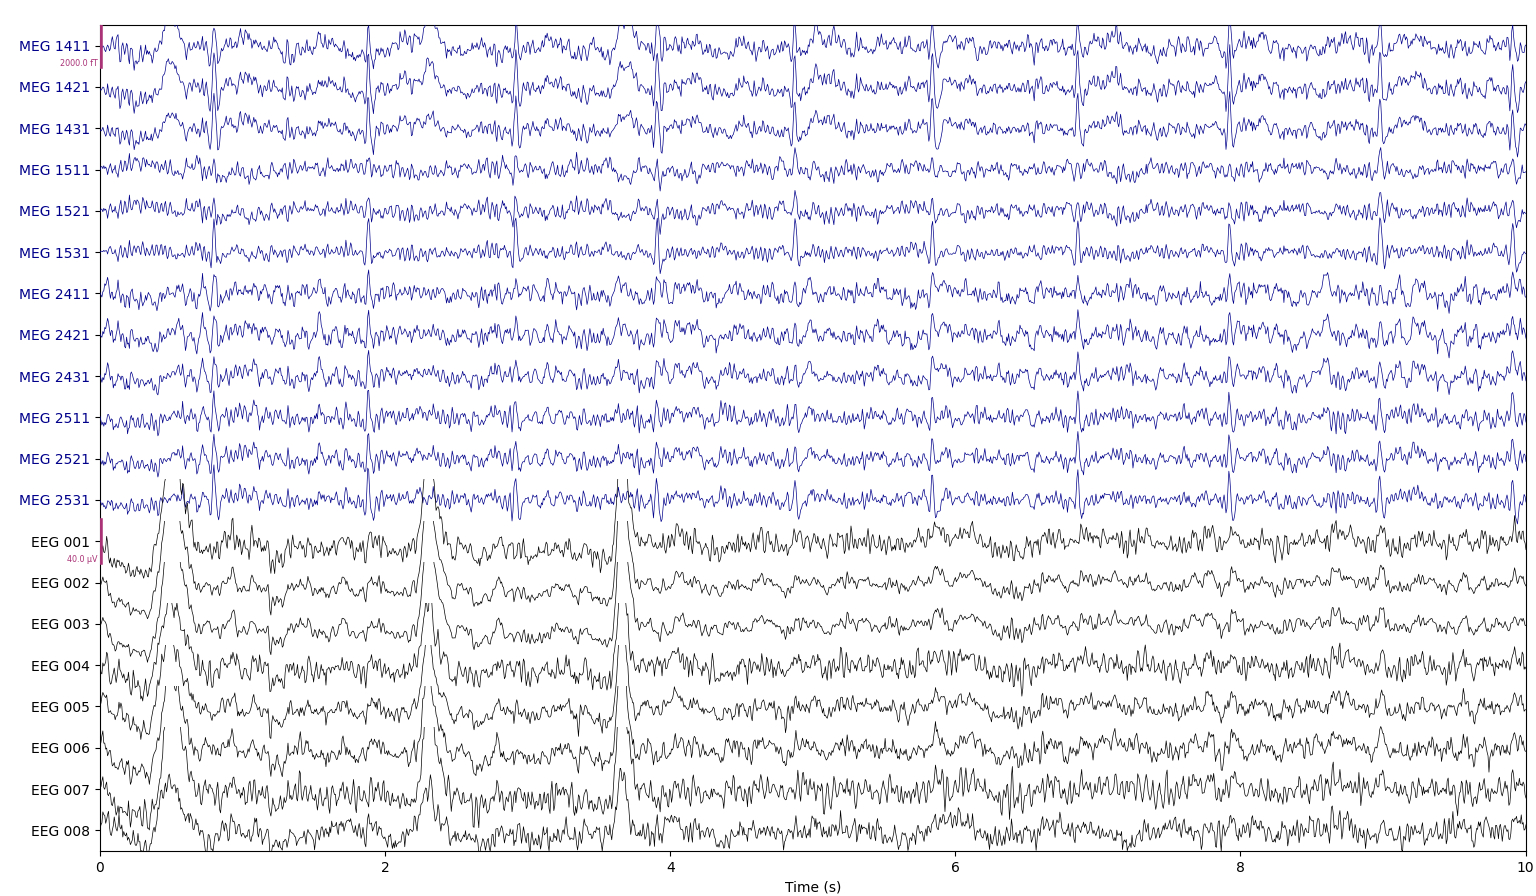 MEG 1411
2000.0 fT
MEG 1421
MEG 1431
MEG 1511
MEG 1521
MEG 1531
MEG 2411
MEG 2421
MEG 2431
MEG 2511
MEG 2521
MEG 2531
EEG 001
40.0 µV
EEG 002
EEG 003
EEG 004
EEG 005
EEG 006
EEG 007
EEG 008
0 2 4 6 8 10
Time (s)